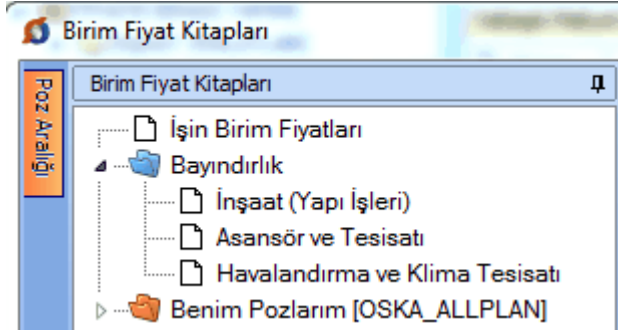 Birim Fiyat Kitapları
Poz Aralığı
Birim Fiyat Kitapları
İşin Birim Fiyatları
Bayındırlık
İnşaat (Yapı İşleri)
Asansör ve Tesisatı
Havalandırma ve Klima Tesisatı
Benim Pozlarım [OSKA_ALLPLAN]